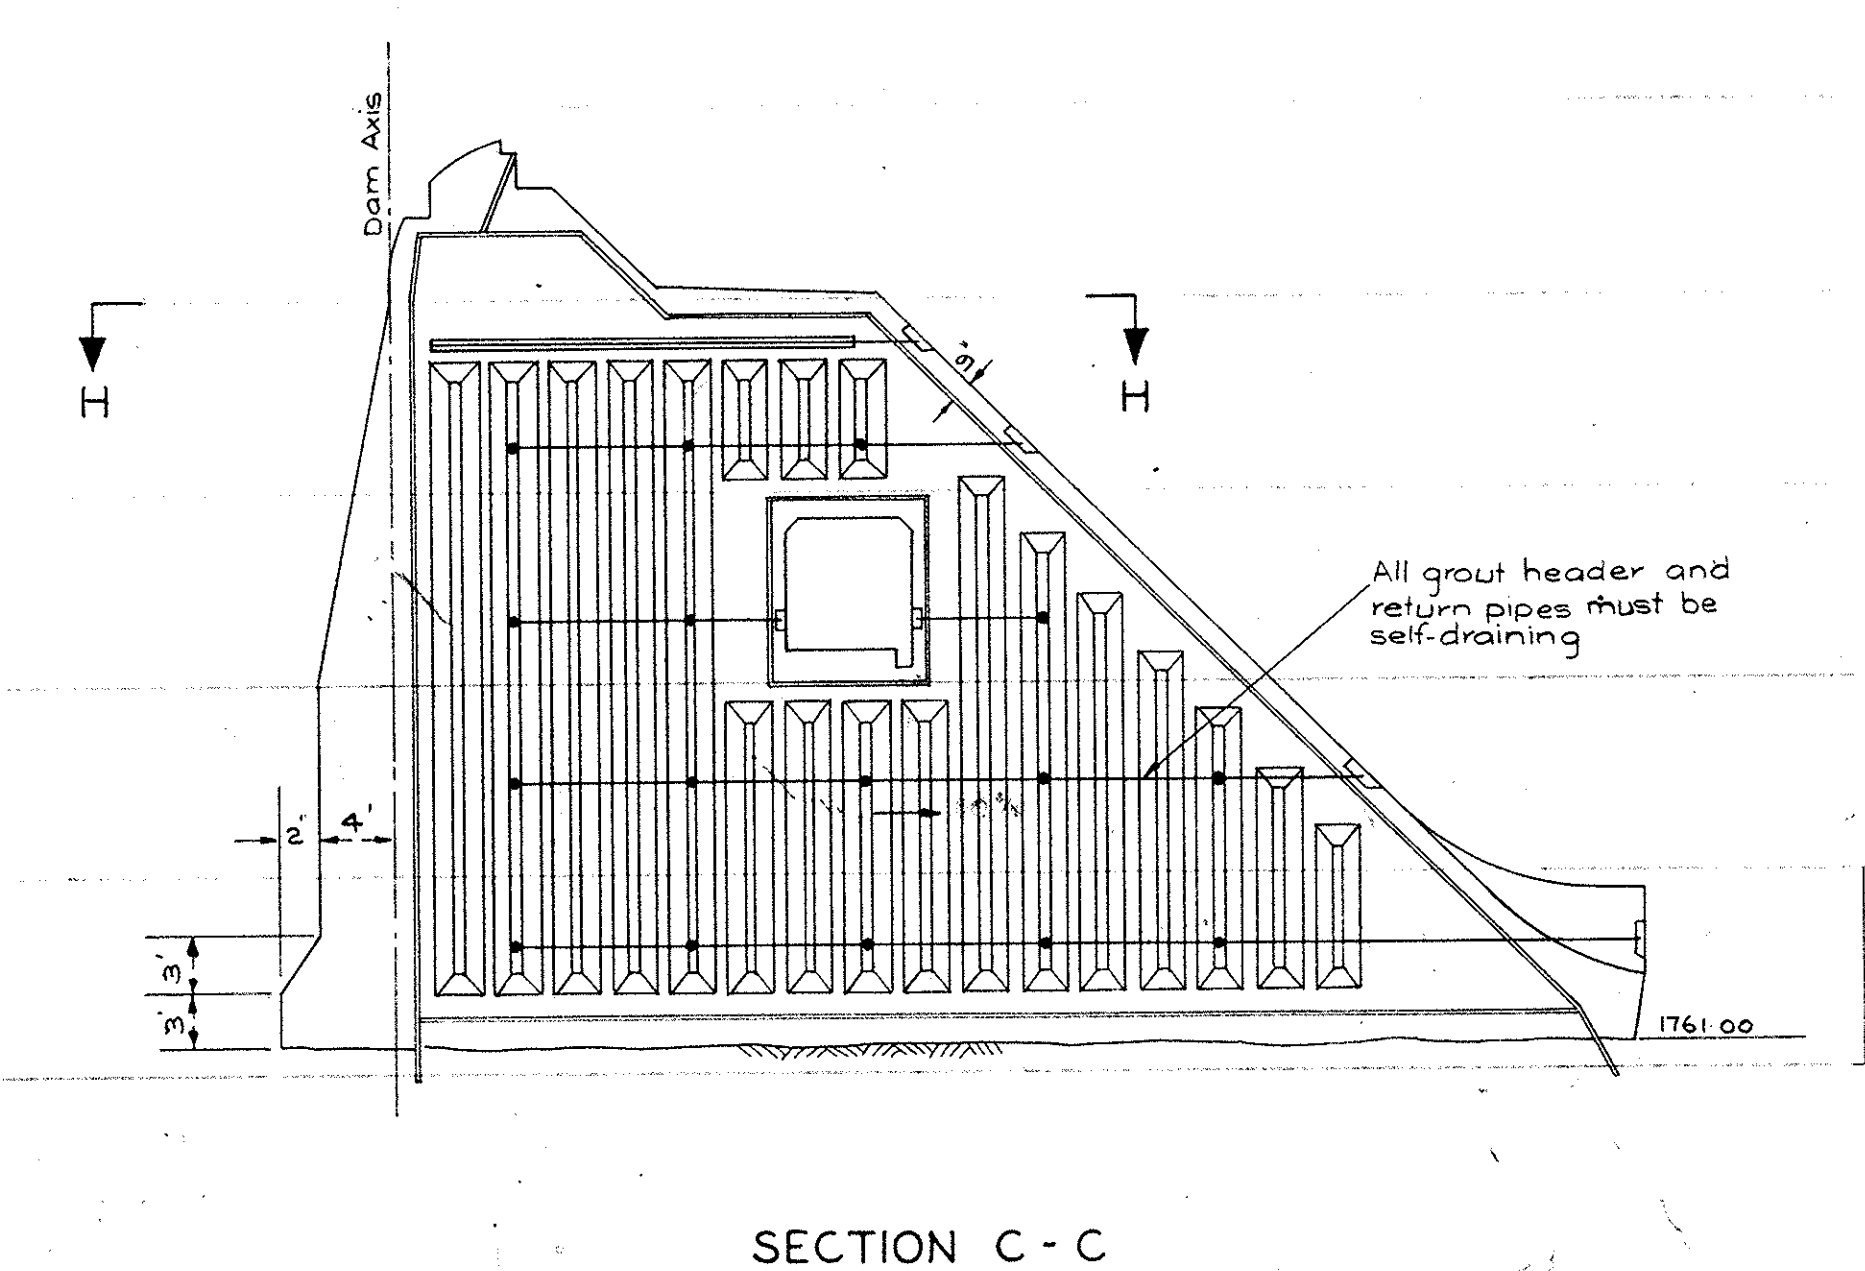 Dam Axis
H
H
9"
All grout header and
return pipes must be
self-draining
2'
4'
3'
3'
1761.00
SECTION C - C